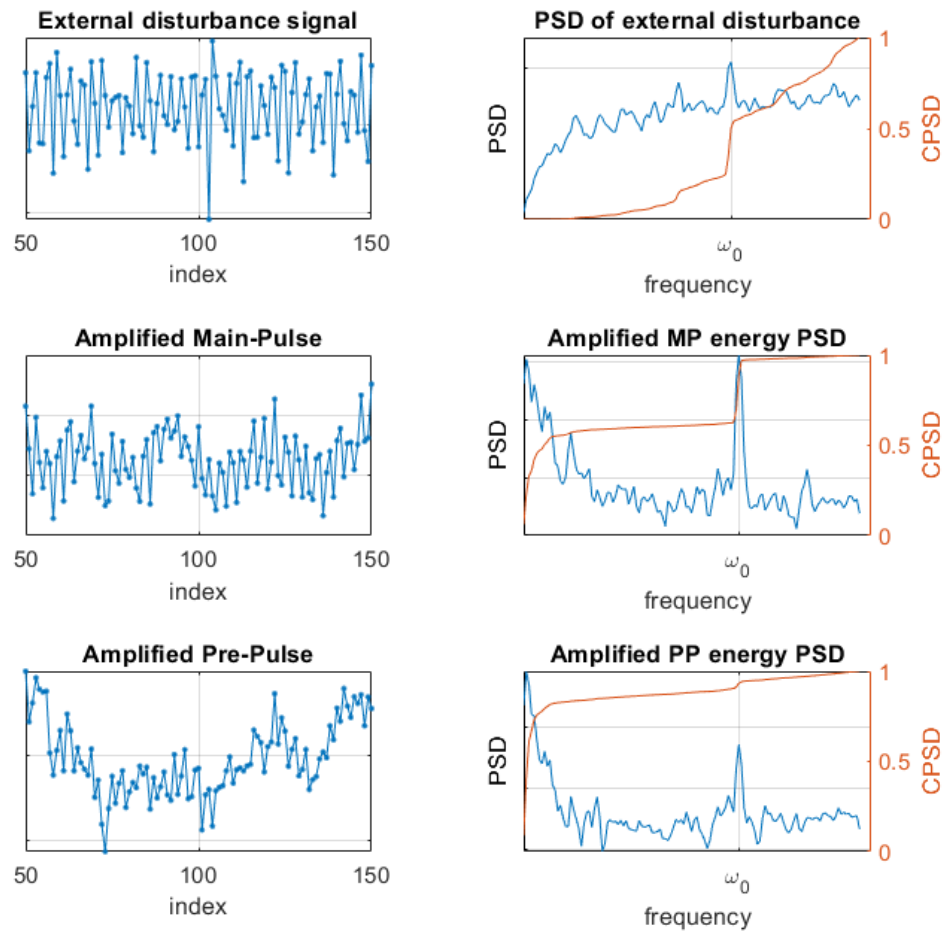 External disturbance signal
50
100
150
index
PSD of external disturbance
PSD
1
0.5
0
CPSD
ω0
frequency
Amplified Main-Pulse
50
100
150
index
Amplified MP energy PSD
PSD
1
0.5
0
CPSD
ω0
frequency
Amplified Pre-Pulse
50
100
150
index
Amplified PP energy PSD
PSD
1
0.5
0
CPSD
ω0
frequency